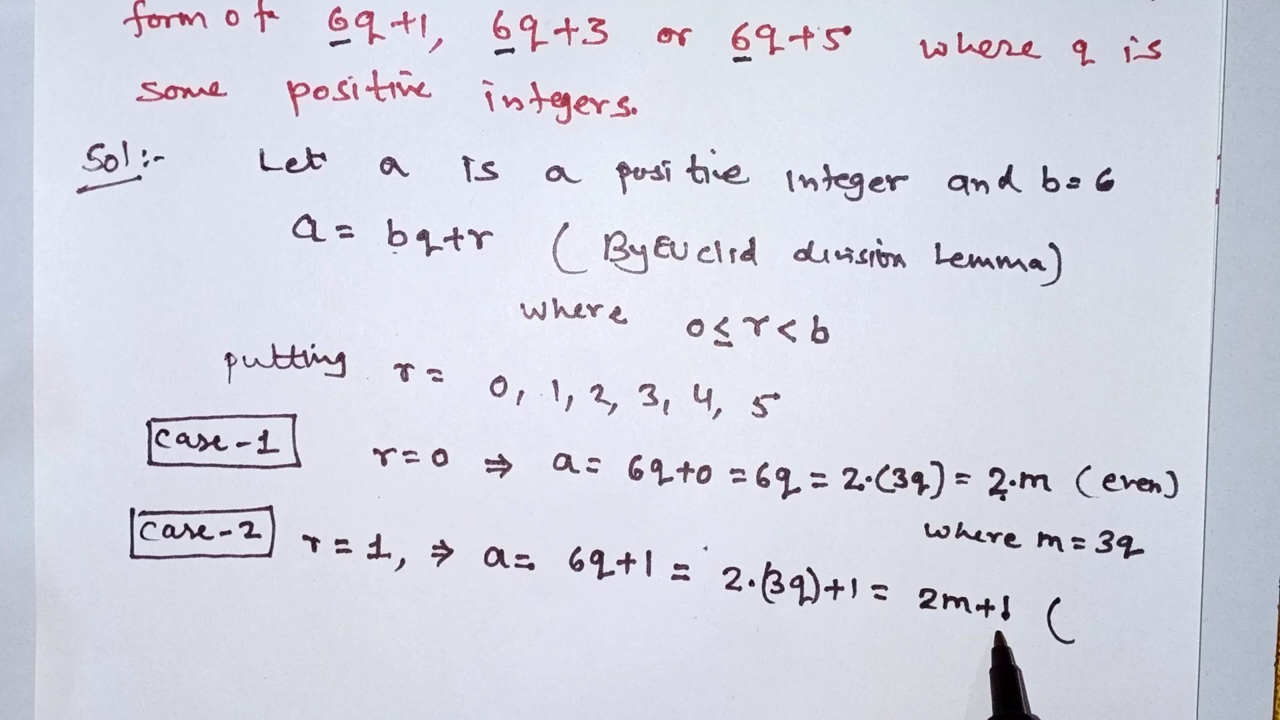 form of 6q+1, 6q+3 or 6q+5 where q is
some positive integers.
Sol:- Let a is a positive integer and b=6
a = bq+r (By Euclid division Lemma)
where 0≤r<b
putting r = 0, 1, 2, 3, 4, 5
case-1 r=0 ⇒ a = 6q+0 = 6q = 2·(3q) = 2·m (even)
where m=3q
case-2 r=1, ⇒ a = 6q+1 = 2·(3q)+1 = 2m+1 (